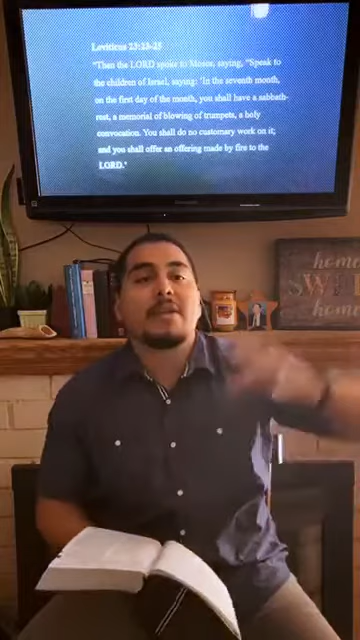 Leviticus 23:23-25
"Then the LORD spoke to Moses, saying, "Speak to
the children of Israel, saying: 'In the seventh month,
on the first day of the month, you shall have a sabbath-
rest, a memorial of blowing of trumpets, a holy
convocation. You shall do no customary work on it;
and you shall offer an offering made by fire to the
LORD."
home
SWEET
home